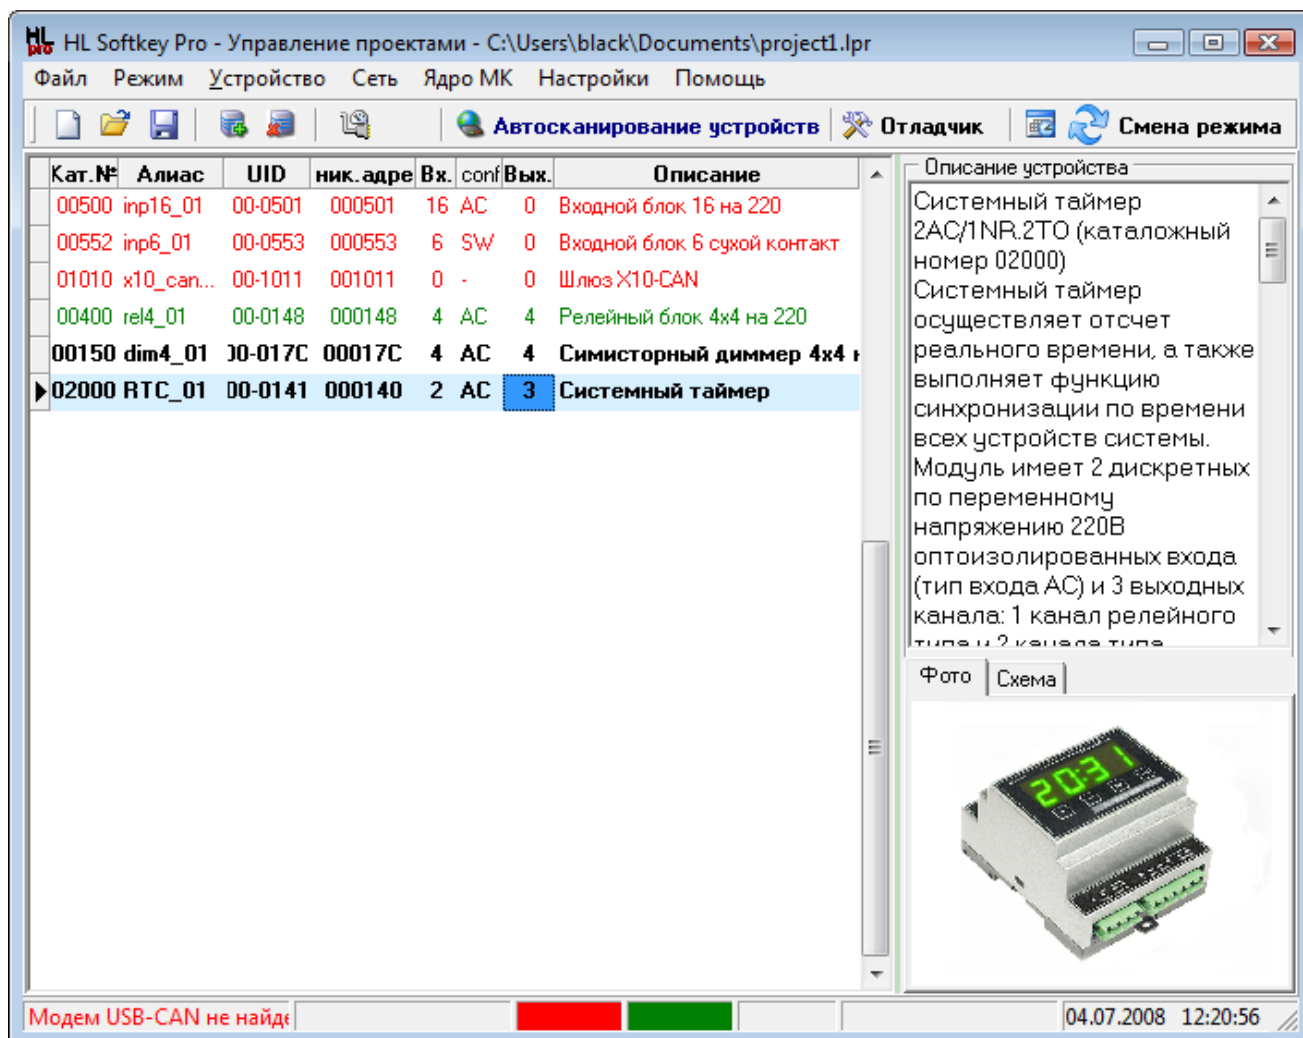 HL pro HL Softkey Pro - Управление проектами - C:\Users\black\Documents\project1.lpr
Файл Режим Устройство Сеть Ядро МК Настройки Помощь
Автосканирование устройств Отладчик Смена режима
Кат.№ Алиас UID ник.адре Вх. conf Вых. Описание
00500 inp16_01 00-0501 000501 16 AC 0 Входной блок 16 на 220
00552 inp6_01 00-0553 000553 6 SW 0 Входной блок 6 сухой контакт
01010 x10_can... 00-1011 001011 0 - 0 Шлюз X10-CAN
00400 rel4_01 00-0148 000148 4 AC 4 Релейный блок 4x4 на 220
00150 dim4_01 00-017C 00017C 4 AC 4 Симисторный диммер 4x4 н
02000 RTC_01 00-0141 000140 2 AC 3 Системный таймер
Описание устройства
Системный таймер
2AC/1NR.2TO (каталожный
номер 02000)
Системный таймер
осуществляет отсчет
реального времени, а также
выполняет функцию
синхронизации по времени
всех устройств системы.
Модуль имеет 2 дискретных
по переменному
напряжению 220В
оптоизолированных входа
(тип входа AC) и 3 выходных
канала: 1 канал релейного
типа и 2 канала типа
Фото Схема
20:31
Модем USB-CAN не найде
04.07.2008 12:20:56